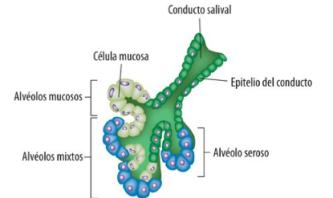 Conducto salival
Célula mucosa
Epitelio del conducto
Alvéolos mucosos
Alvéolos mixtos
Alvéolo seroso